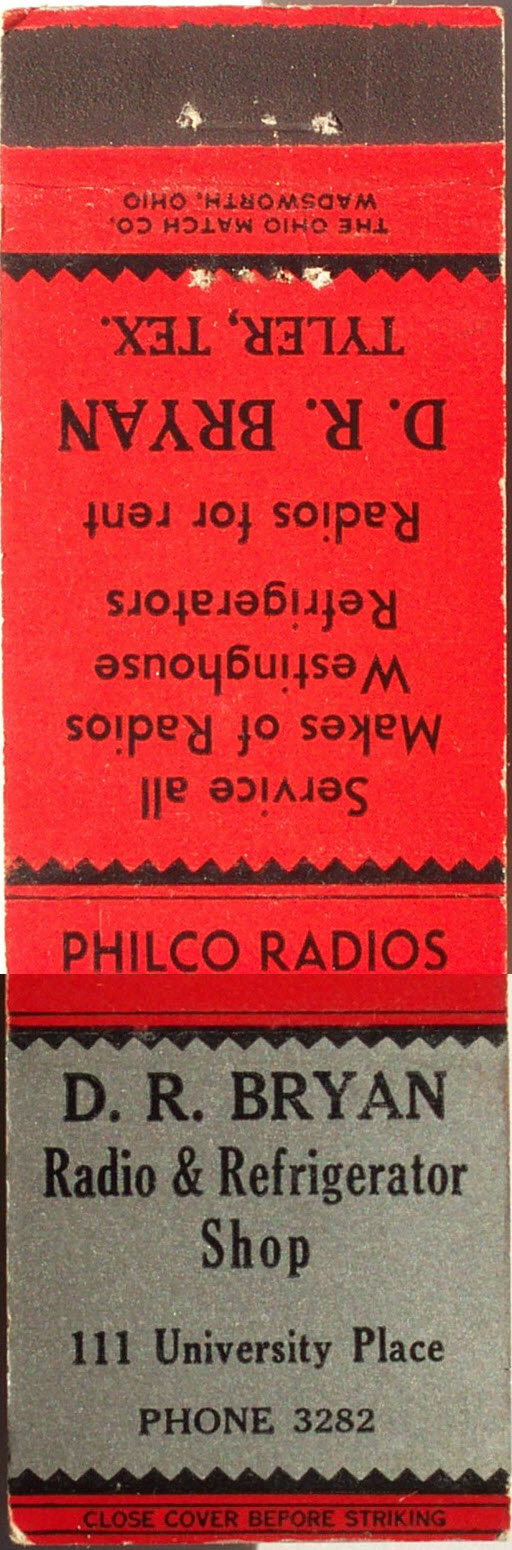 THE OHIO MATCH CO.
WADSWORTH, OHIO
Service all
Makes of Radios
Westinghouse
Refrigerators
Radios for rent
D. R. BRYAN
TYLER, TEX.
PHILCO RADIOS
D. R. BRYAN
Radio & Refrigerator
Shop
111 University Place
PHONE 3282
CLOSE COVER BEFORE STRIKING